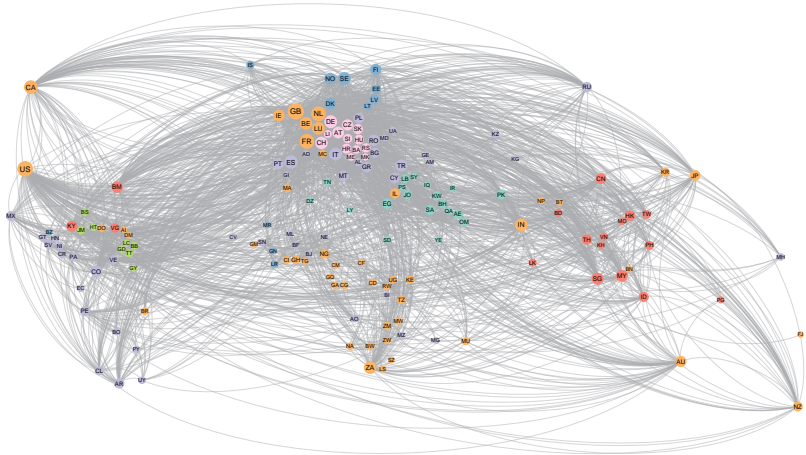 IS
FI
NO SE
CA
RU
EE
LV
DK
LT
GB
NL
IE
PL
BE
DE
CZ
LU
SK
UA
LI
AT
KZ
SI
HU
MD
FR
CH
RO
HR BA RS
BG
AD
MC
IT
ME MK
GE
KG
PT ES
AL
AM
GR
TR
US
KR
JP
GI
MT
CY LB SY
CN
TN
BM
MA
PS
IQ
IR
IL
JO
KW
PK
DZ
EG
BH
NP
BT
LY
SA
QA AE
BD
HK
TW
MX
BS
OM
IN
MO
KY
JM
HT DO
VG AI
MR
BZ
DM
CV
ML
NE
SD
YE
TH
VN
GT HN
LC
GM SN
BF
KH
PH
SV NI
GD BB
GN
BJ
NG
CR PA
TT
MH
VE
CI GH TG
LR
CM
CF
LK
GY
BN
CO
GQ
UG
KE
SG
MY
GA CG
CD
RW
EC
BI
TZ
ID
PG
PE
BR
AO
MW
ZM
BO
MZ
FJ
NA
BW
ZW
MG
MU
PY
SZ
CL
ZA
LS
AU
AR
UY
NZ